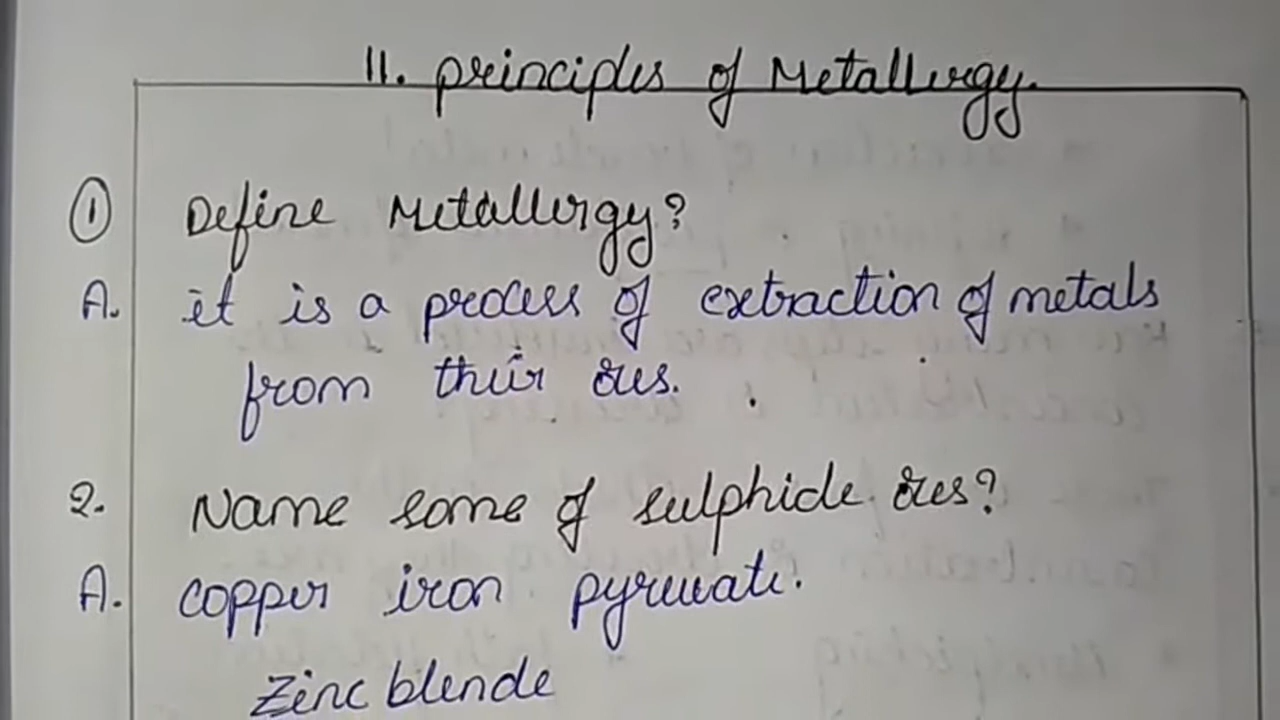 11. principles of Metallurgy.
① Define Metallurgy?
A. it is a process of extraction of metals
from their ores.
2. Name some of sulphide ores?
A. copper iron pyruvate.
Zinc blende